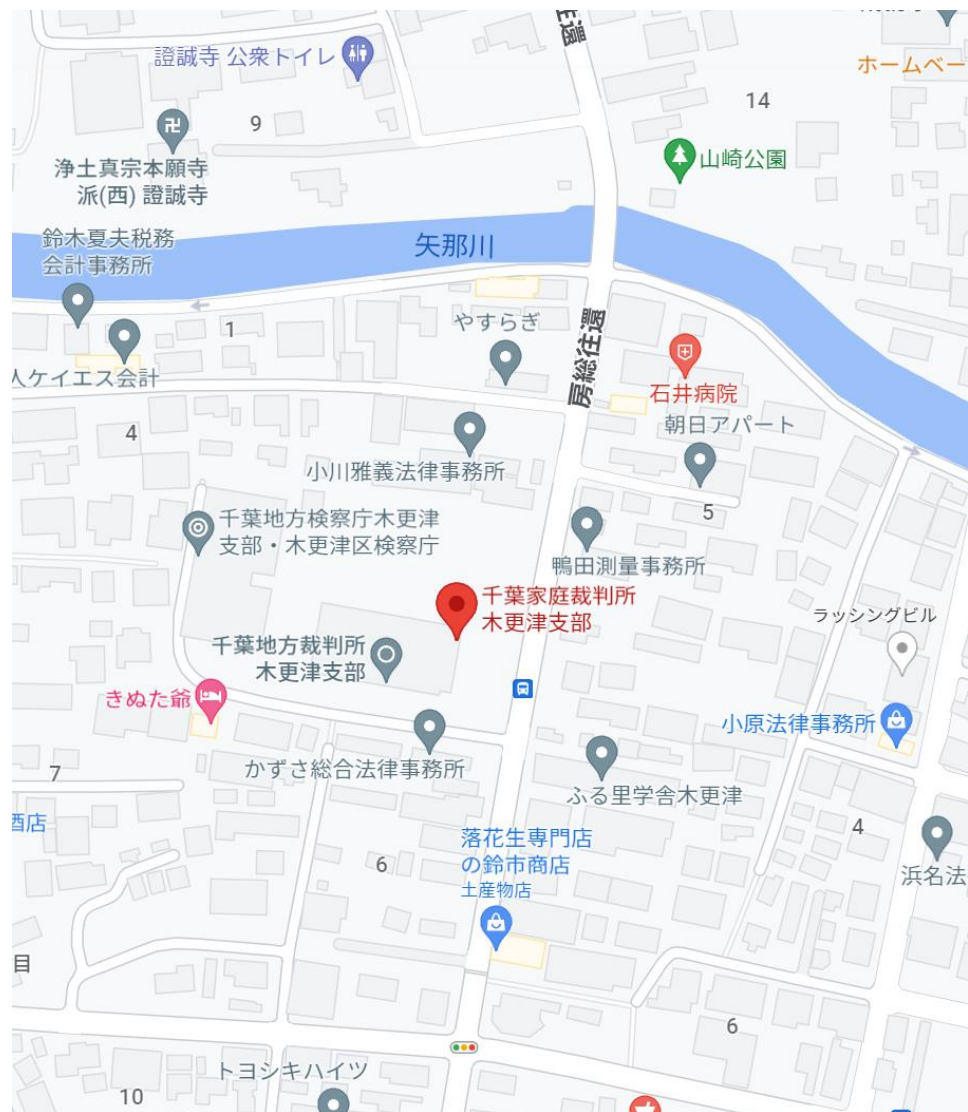 房総往還
證誠寺 公衆トイレ
ホームベー
14
9
山崎公園
浄土真宗本願寺
派(西) 證誠寺
矢那川
鈴木夏夫税務
会計事務所
やすらぎ
1
房総往還
人ケイエス会計
石井病院
朝日アパート
4
小川雅義法律事務所
千葉地方検察庁木更津
支部・木更津区検察庁
5
鴨田測量事務所
千葉家庭裁判所
木更津支部
ラッシングビル
千葉地方裁判所
木更津支部
きぬた爺
小原法律事務所
かずさ総合法律事務所
7
ふる里学舎木更津
酒店
落花生専門店
の鈴市商店
土産物店
4
6
浜名法
目
6
トヨシキハイツ
10